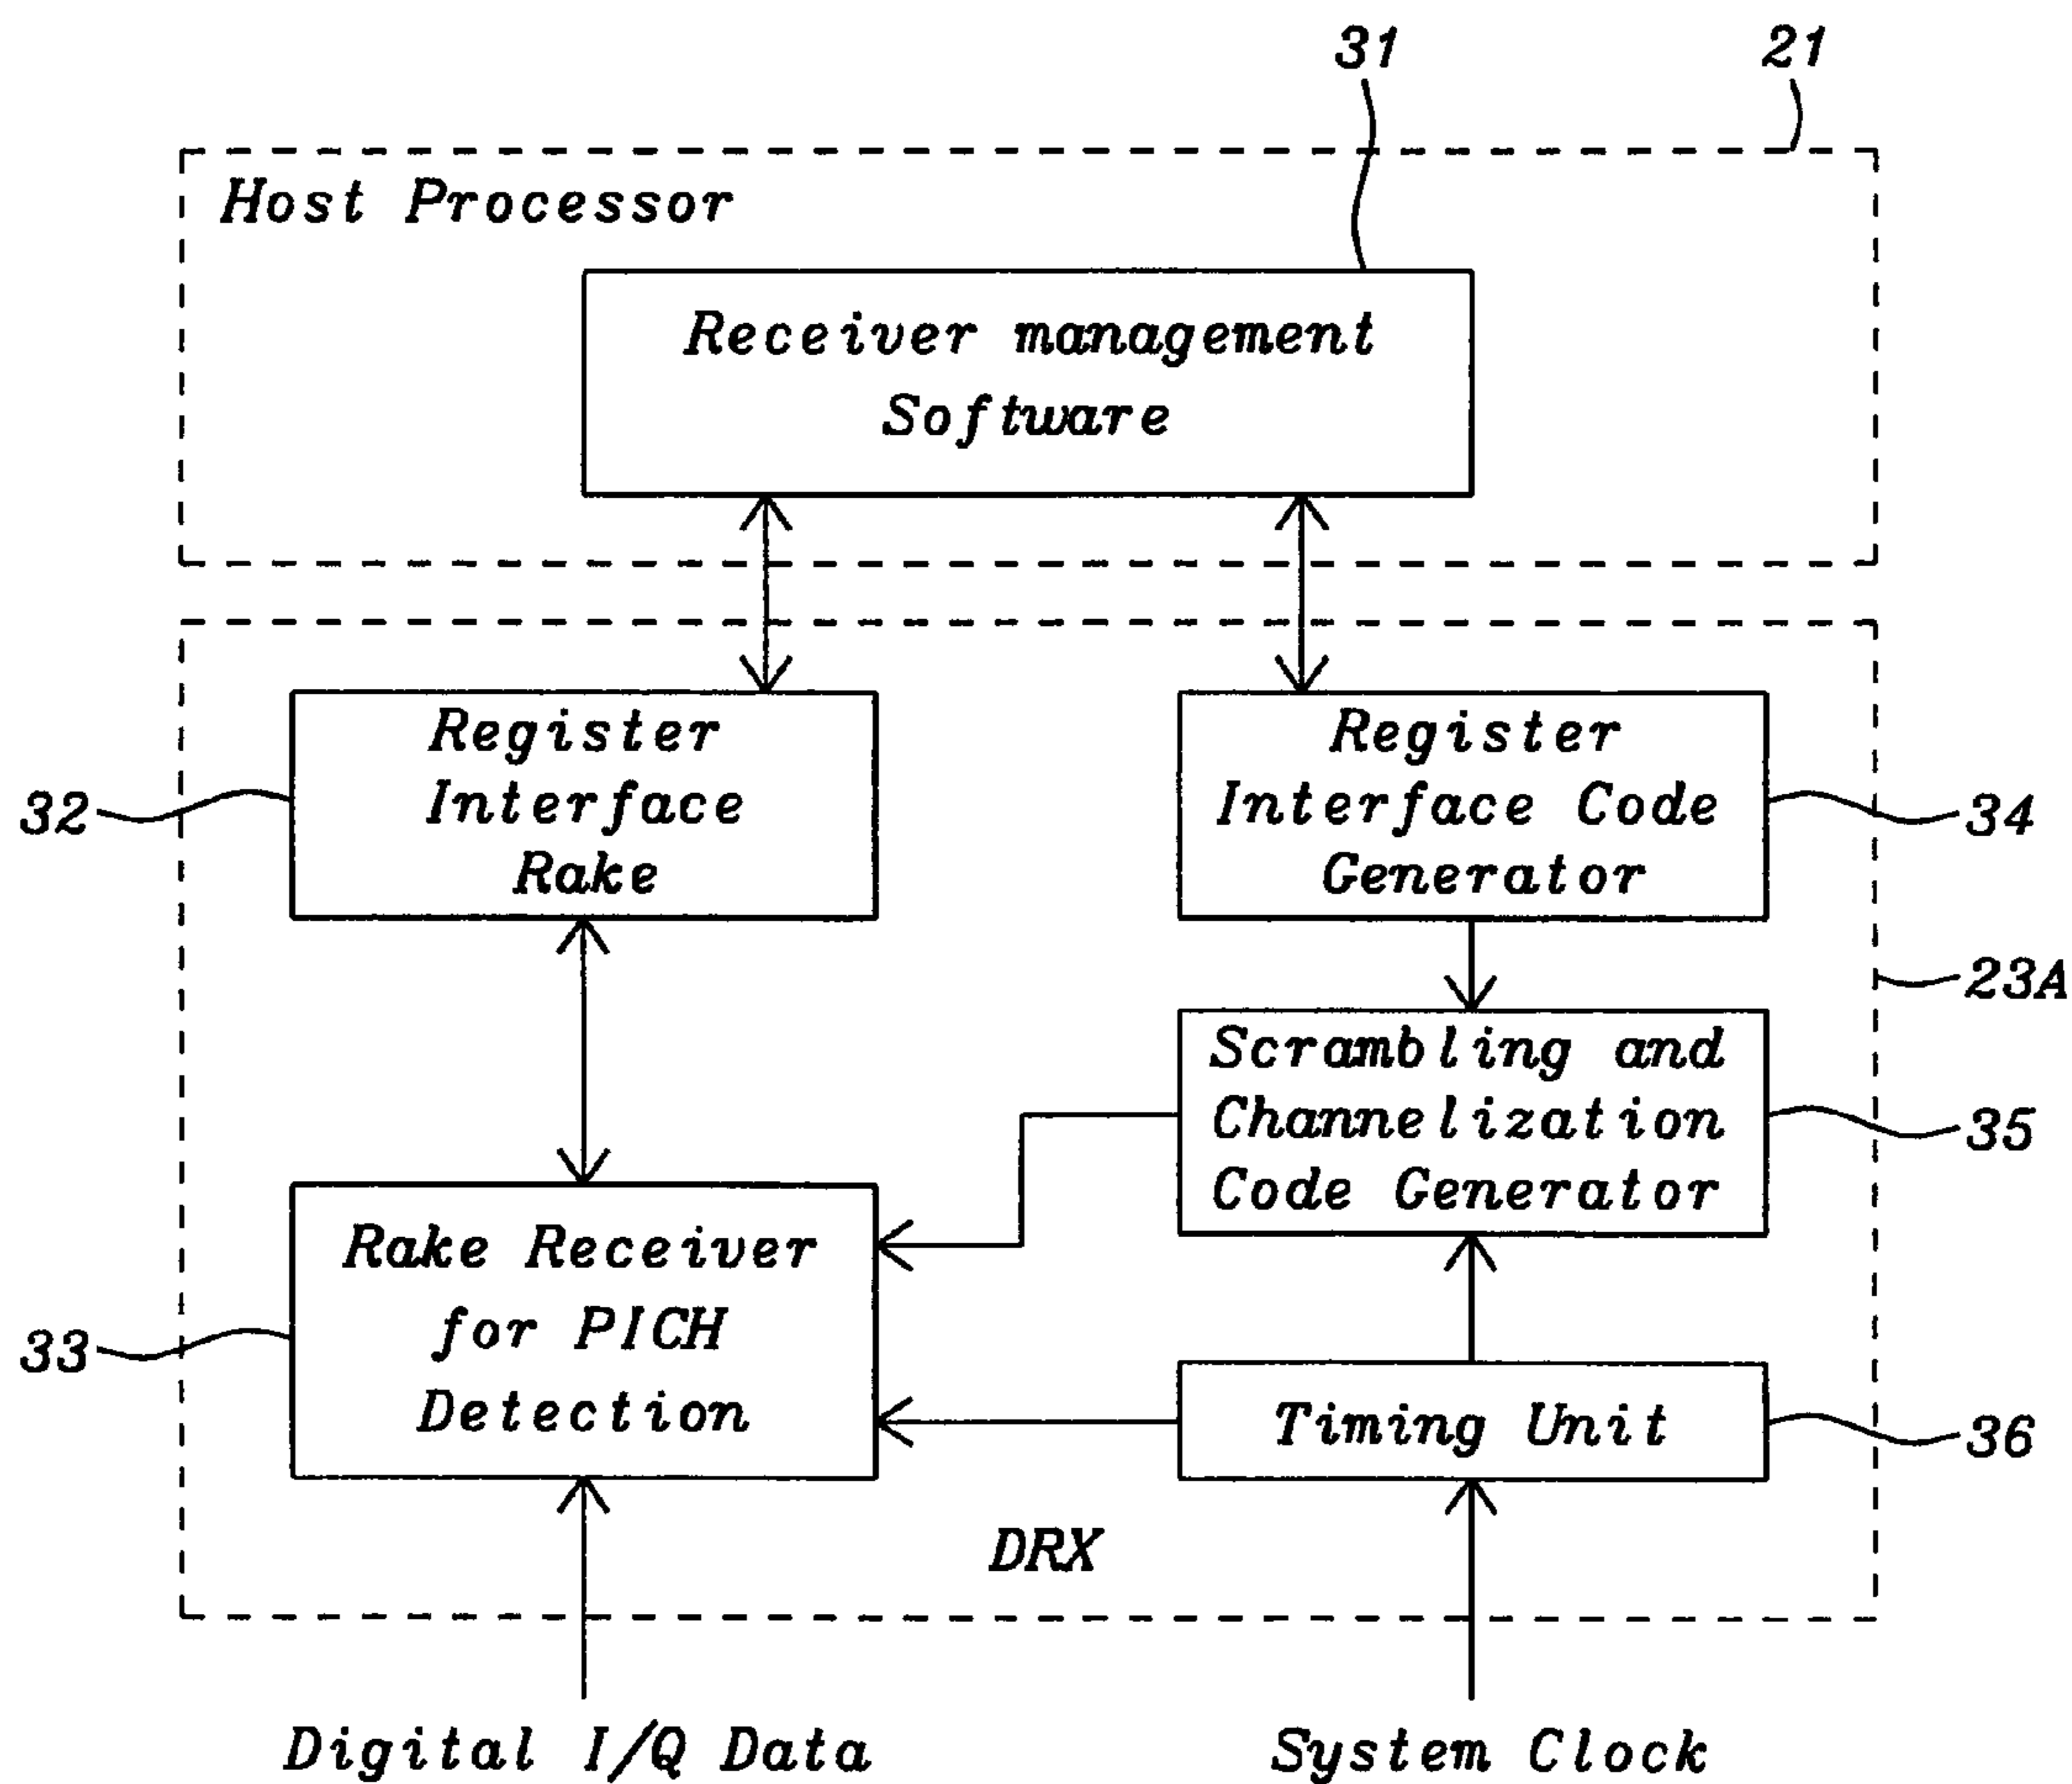 31
21
Host Processor
Receiver management
Software
Register
Interface
Rake
32
Register
Interface Code
Generator
34
23A
Scrambling and
Channelization
Code Generator
35
Rake Receiver
for PICH
Detection
33
Timing Unit
36
DRX
Digital I/Q Data
System Clock